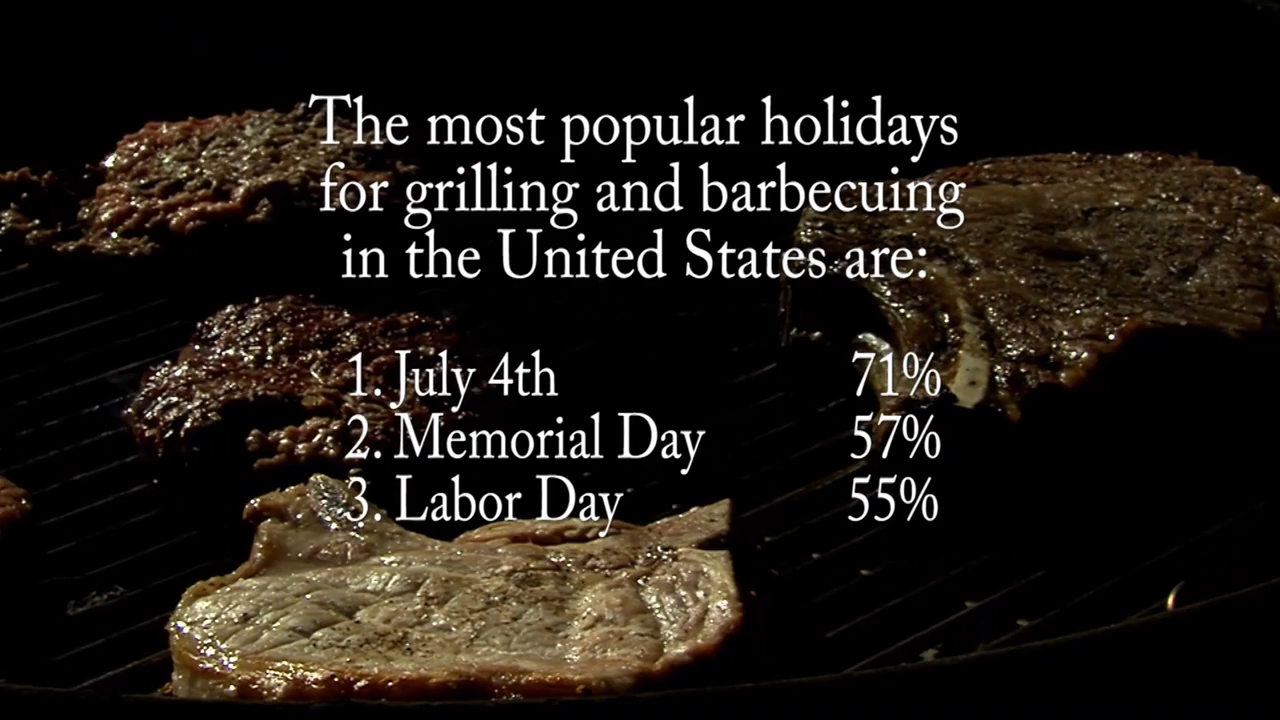 The most popular holidays
for grilling and barbecuing
in the United States are:
1. July 4th 71%
2. Memorial Day 57%
3. Labor Day 55%